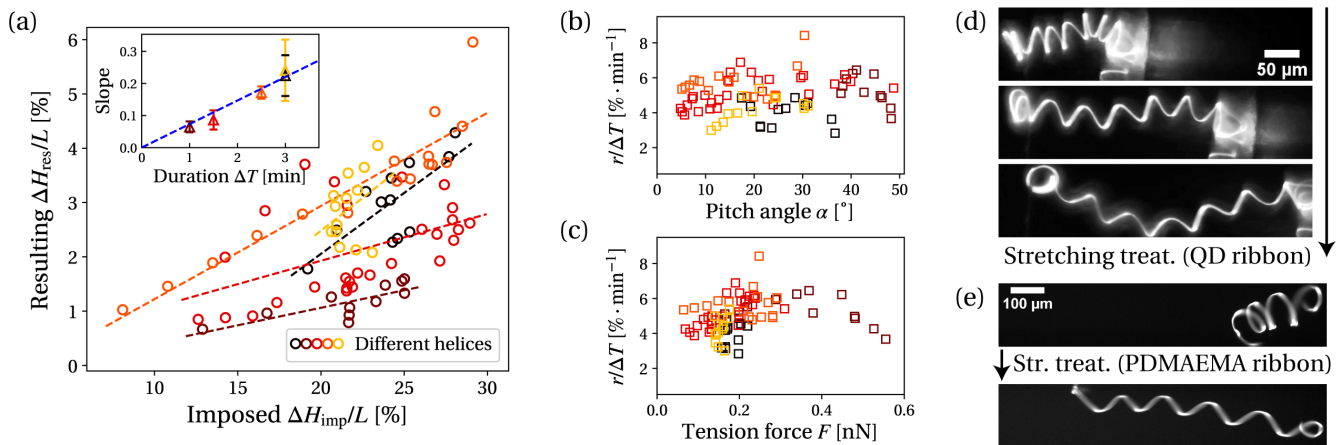 (a)
Resulting ΔH_res/L [%]
6
5
4
3
2
1
0
10 15 20 25 30
Imposed ΔH_imp/L [%]
Different helices
Slope
0.3
0.2
0.1
0.0
0 2 4
Duration ΔT [min]
(b)
r/ΔT [% · min⁻¹]
8
6
4
2
0 10 20 30 40 50
Pitch angle α [°]
(c)
r/ΔT [% · min⁻¹]
8
6
4
2
0.0 0.2 0.4 0.6
Tension force F [nN]
(d)
50 µm
Stretching treat. (QD ribbon)
(e)
100 µm
Str. treat. (PDMAEMA ribbon)